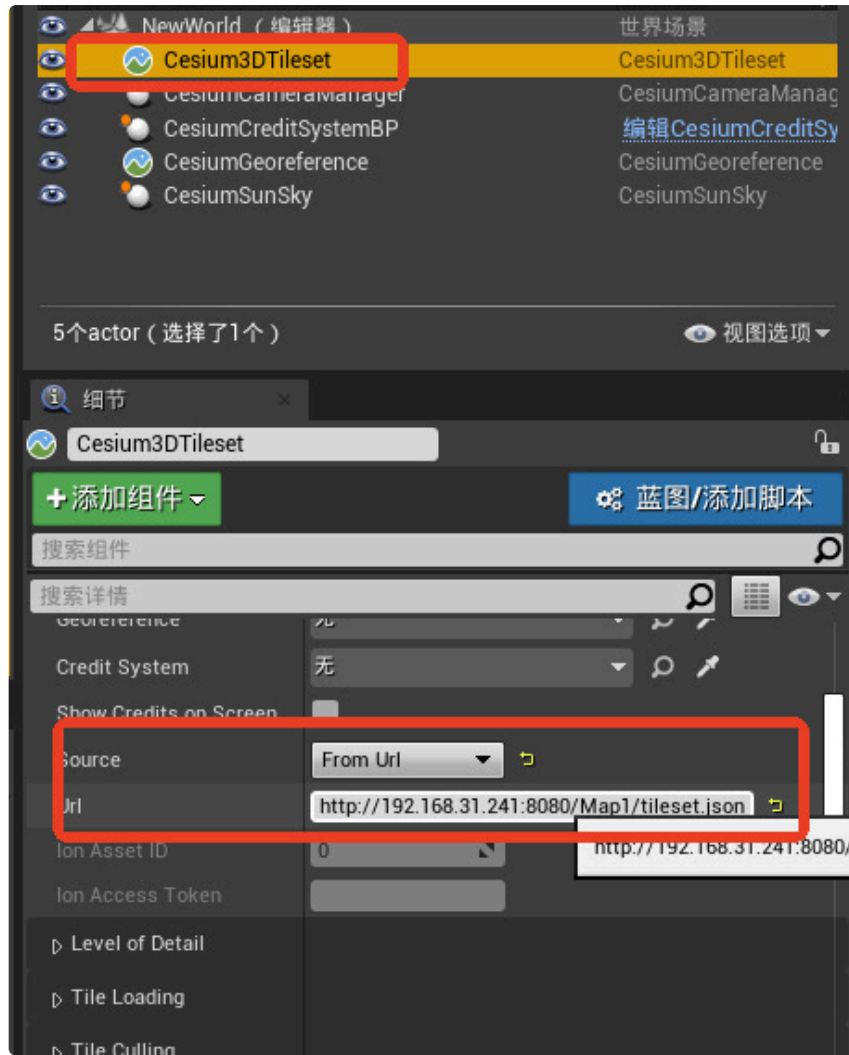 NewWorld （编辑器） 世界场景
Cesium3DTileset Cesium3DTileset
CesiumCameraManager CesiumCameraManag
CesiumCreditSystemBP 编辑CesiumCreditSy
CesiumGeoreference CesiumGeoreference
CesiumSunSky CesiumSunSky
5个actor（选择了1个） 视图选项
细节
Cesium3DTileset
+添加组件 蓝图/添加脚本
搜索组件
搜索详情
Georeference 无
Credit System 无
Show Credits on Screen
Source From Url
Url http://192.168.31.241:8080/Map1/tileset.json
http://192.168.31.241:8080/
Ion Asset ID 0
Ion Access Token
Level of Detail
Tile Loading
Tile Culling